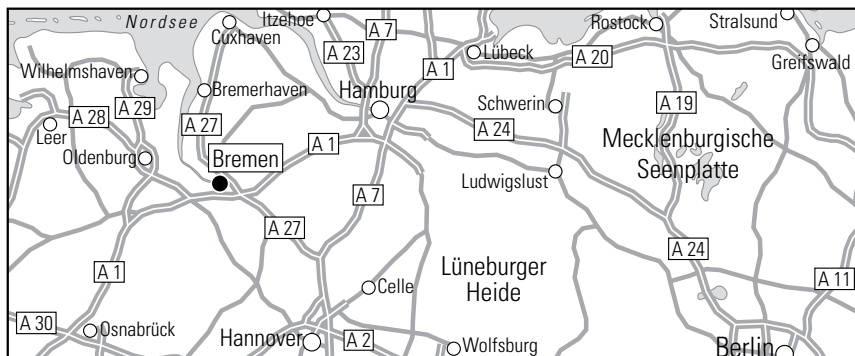 Nordsee
Cuxhaven
Itzehoe
A 7
A 23
A 1
Lübeck
Rostock
Stralsund
A 20
Greifswald
Wilhelmshaven
A 29
A 28
Leer
Oldenburg
Bremerhaven
A 27
Hamburg
Schwerin
A 24
A 19
Mecklenburgische
Seenplatte
Bremen
A 1
A 7
Ludwigslust
A 27
A 24
A 1
Lüneburger
Heide
Celle
A 11
A 30
Osnabrück
Hannover
A 2
Wolfsburg
Berlin